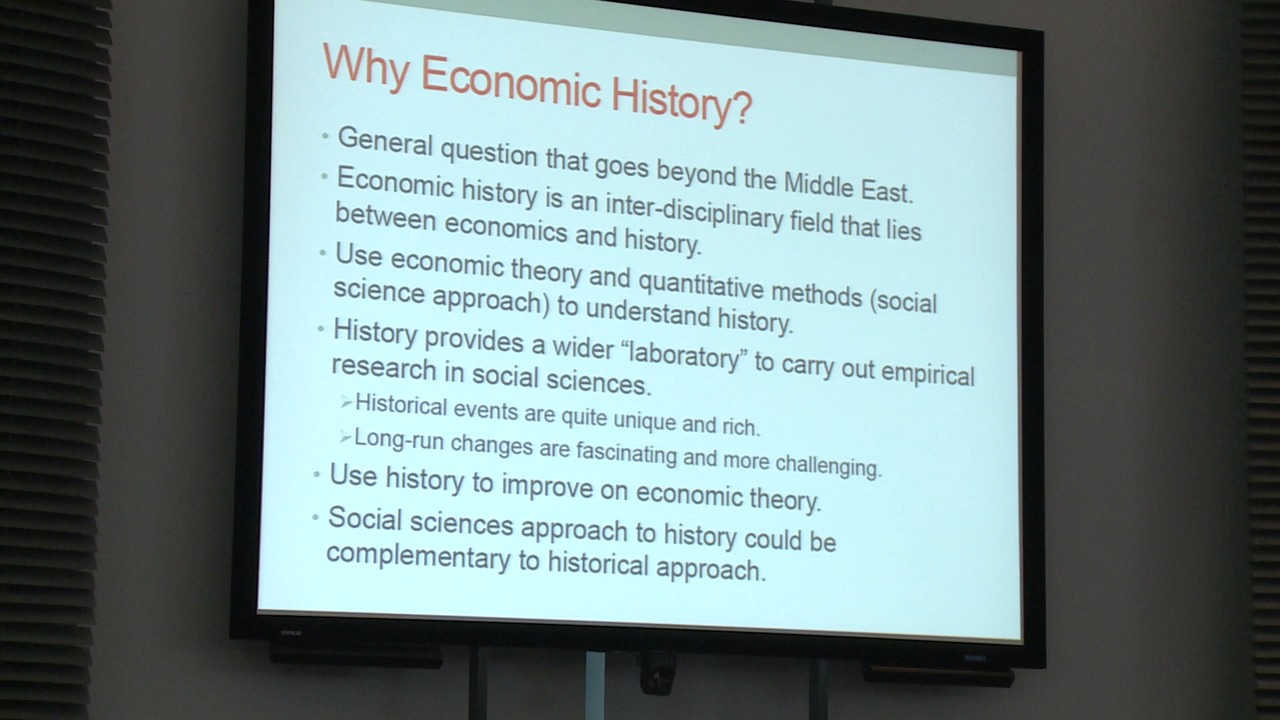 Why Economic History?
• General question that goes beyond the Middle East.
• Economic history is an inter-disciplinary field that lies
between economics and history.
• Use economic theory and quantitative methods (social
science approach) to understand history.
• History provides a wider “laboratory” to carry out empirical
research in social sciences.
➢Historical events are quite unique and rich.
➢Long-run changes are fascinating and more challenging.
• Use history to improve on economic theory.
• Social sciences approach to history could be
complementary to historical approach.